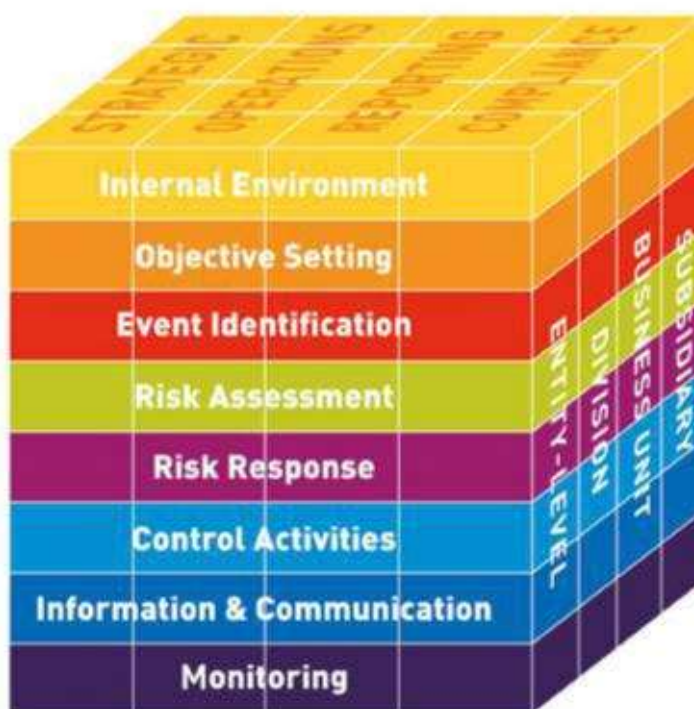 STRATEGIC
OPERATIONS
REPORTING
COMPLIANCE
Internal Environment
Objective Setting
Event Identification
Risk Assessment
Risk Response
Control Activities
Information & Communication
Monitoring
ENTITY-LEVEL
DIVISION
BUSINESS UNIT
SUBSIDIARY